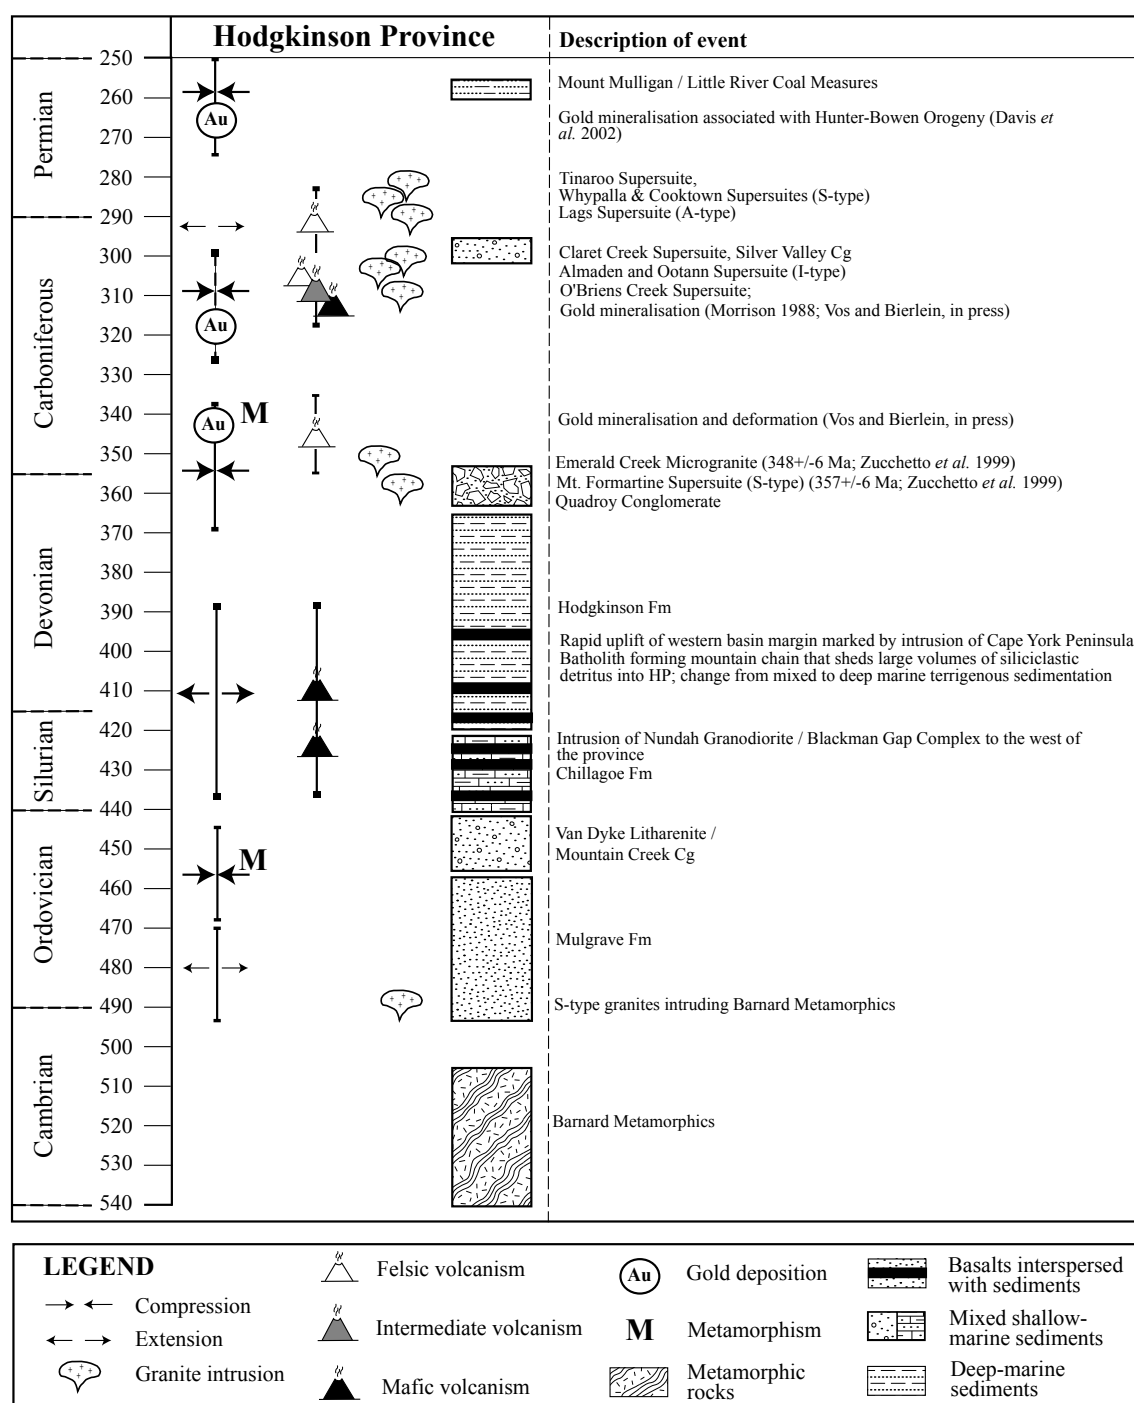 Hodgkinson Province
Description of event
250
260
270
280
290
300
310
320
330
340
350
360
370
380
390
400
410
420
430
440
450
460
470
480
490
500
510
520
530
540
Permian
Carboniferous
Devonian
Silurian
Ordovician
Cambrian
Au
Au
Au
M
M
Mount Mulligan / Little River Coal Measures
Gold mineralisation associated with Hunter-Bowen Orogeny (Davis et
al. 2002)
Tinaroo Supersuite,
Whypalla & Cooktown Supersuites (S-type)
Lags Supersuite (A-type)
Claret Creek Supersuite, Silver Valley Cg
Almaden and Ootann Supersuite (I-type)
O'Briens Creek Supersuite;
Gold mineralisation (Morrison 1988; Vos and Bierlein, in press)
Gold mineralisation and deformation (Vos and Bierlein, in press)
Emerald Creek Microgranite (348+/-6 Ma; Zucchetto et al. 1999)
Mt. Formartine Supersuite (S-type) (357+/-6 Ma; Zucchetto et al. 1999)
Quadroy Conglomerate
Hodgkinson Fm
Rapid uplift of western basin margin marked by intrusion of Cape York Peninsula
Batholith forming mountain chain that sheds large volumes of siliciclastic
detritus into HP; change from mixed to deep marine terrigenous sedimentation
Intrusion of Nundah Granodiorite / Blackman Gap Complex to the west of
the province
Chillagoe Fm
Van Dyke Litharenite /
Mountain Creek Cg
Mulgrave Fm
S-type granites intruding Barnard Metamorphics
Barnard Metamorphics
LEGEND
Compression
Extension
Granite intrusion
Felsic volcanism
Intermediate volcanism
Mafic volcanism
Au
Gold deposition
M
Metamorphism
Metamorphic
rocks
Basalts interspersed
with sediments
Mixed shallow-
marine sediments
Deep-marine
sediments